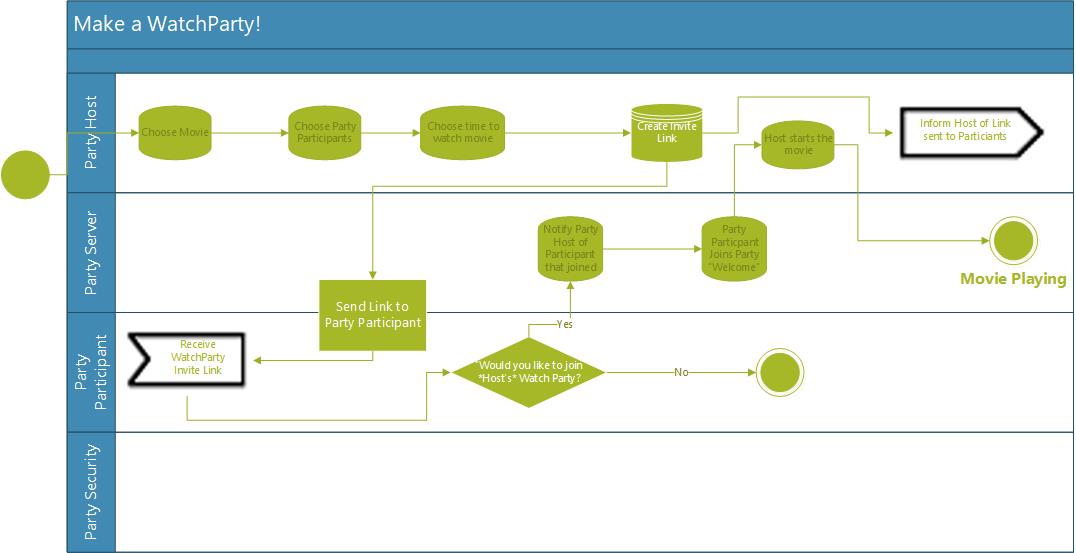 Make a WatchParty!
Party Host
Choose Movie
Choose Party
Participants
Choose time to
watch movie
Create Invite
Link
Host starts the
movie
Inform Host of Link
sent to Particiants
Party Server
Notify Party
Host of
Participant
that joined
Party
Particpant
Joins Party
"Welcome"
Movie Playing
Send Link to
Party Participant
Party
Participant
Receive
WatchParty
Invite Link
Yes
"Would you like to join
*Host's* Watch Party?
No
Party Security